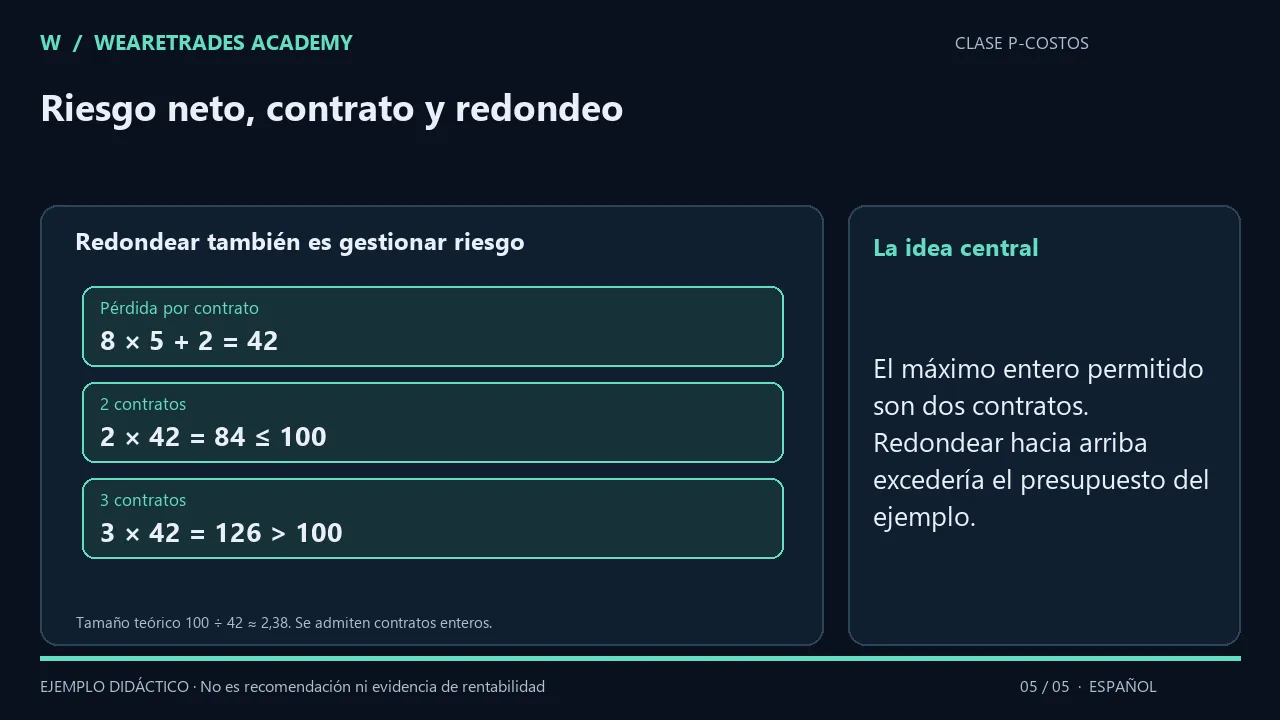 W / WEARETRADES ACADEMY
CLASE P-COSTOS
Riesgo neto, contrato y redondeo
Redondear también es gestionar riesgo
Pérdida por contrato
8 × 5 + 2 = 42
2 contratos
2 × 42 = 84 ≤ 100
3 contratos
3 × 42 = 126 > 100
Tamaño teórico 100 ÷ 42 ≈ 2,38. Se admiten contratos enteros.
La idea central
El máximo entero permitido
son dos contratos.
Redondear hacia arriba
excedería el presupuesto del
ejemplo.
EJEMPLO DIDÁCTICO · No es recomendación ni evidencia de rentabilidad
05 / 05 · ESPAÑOL